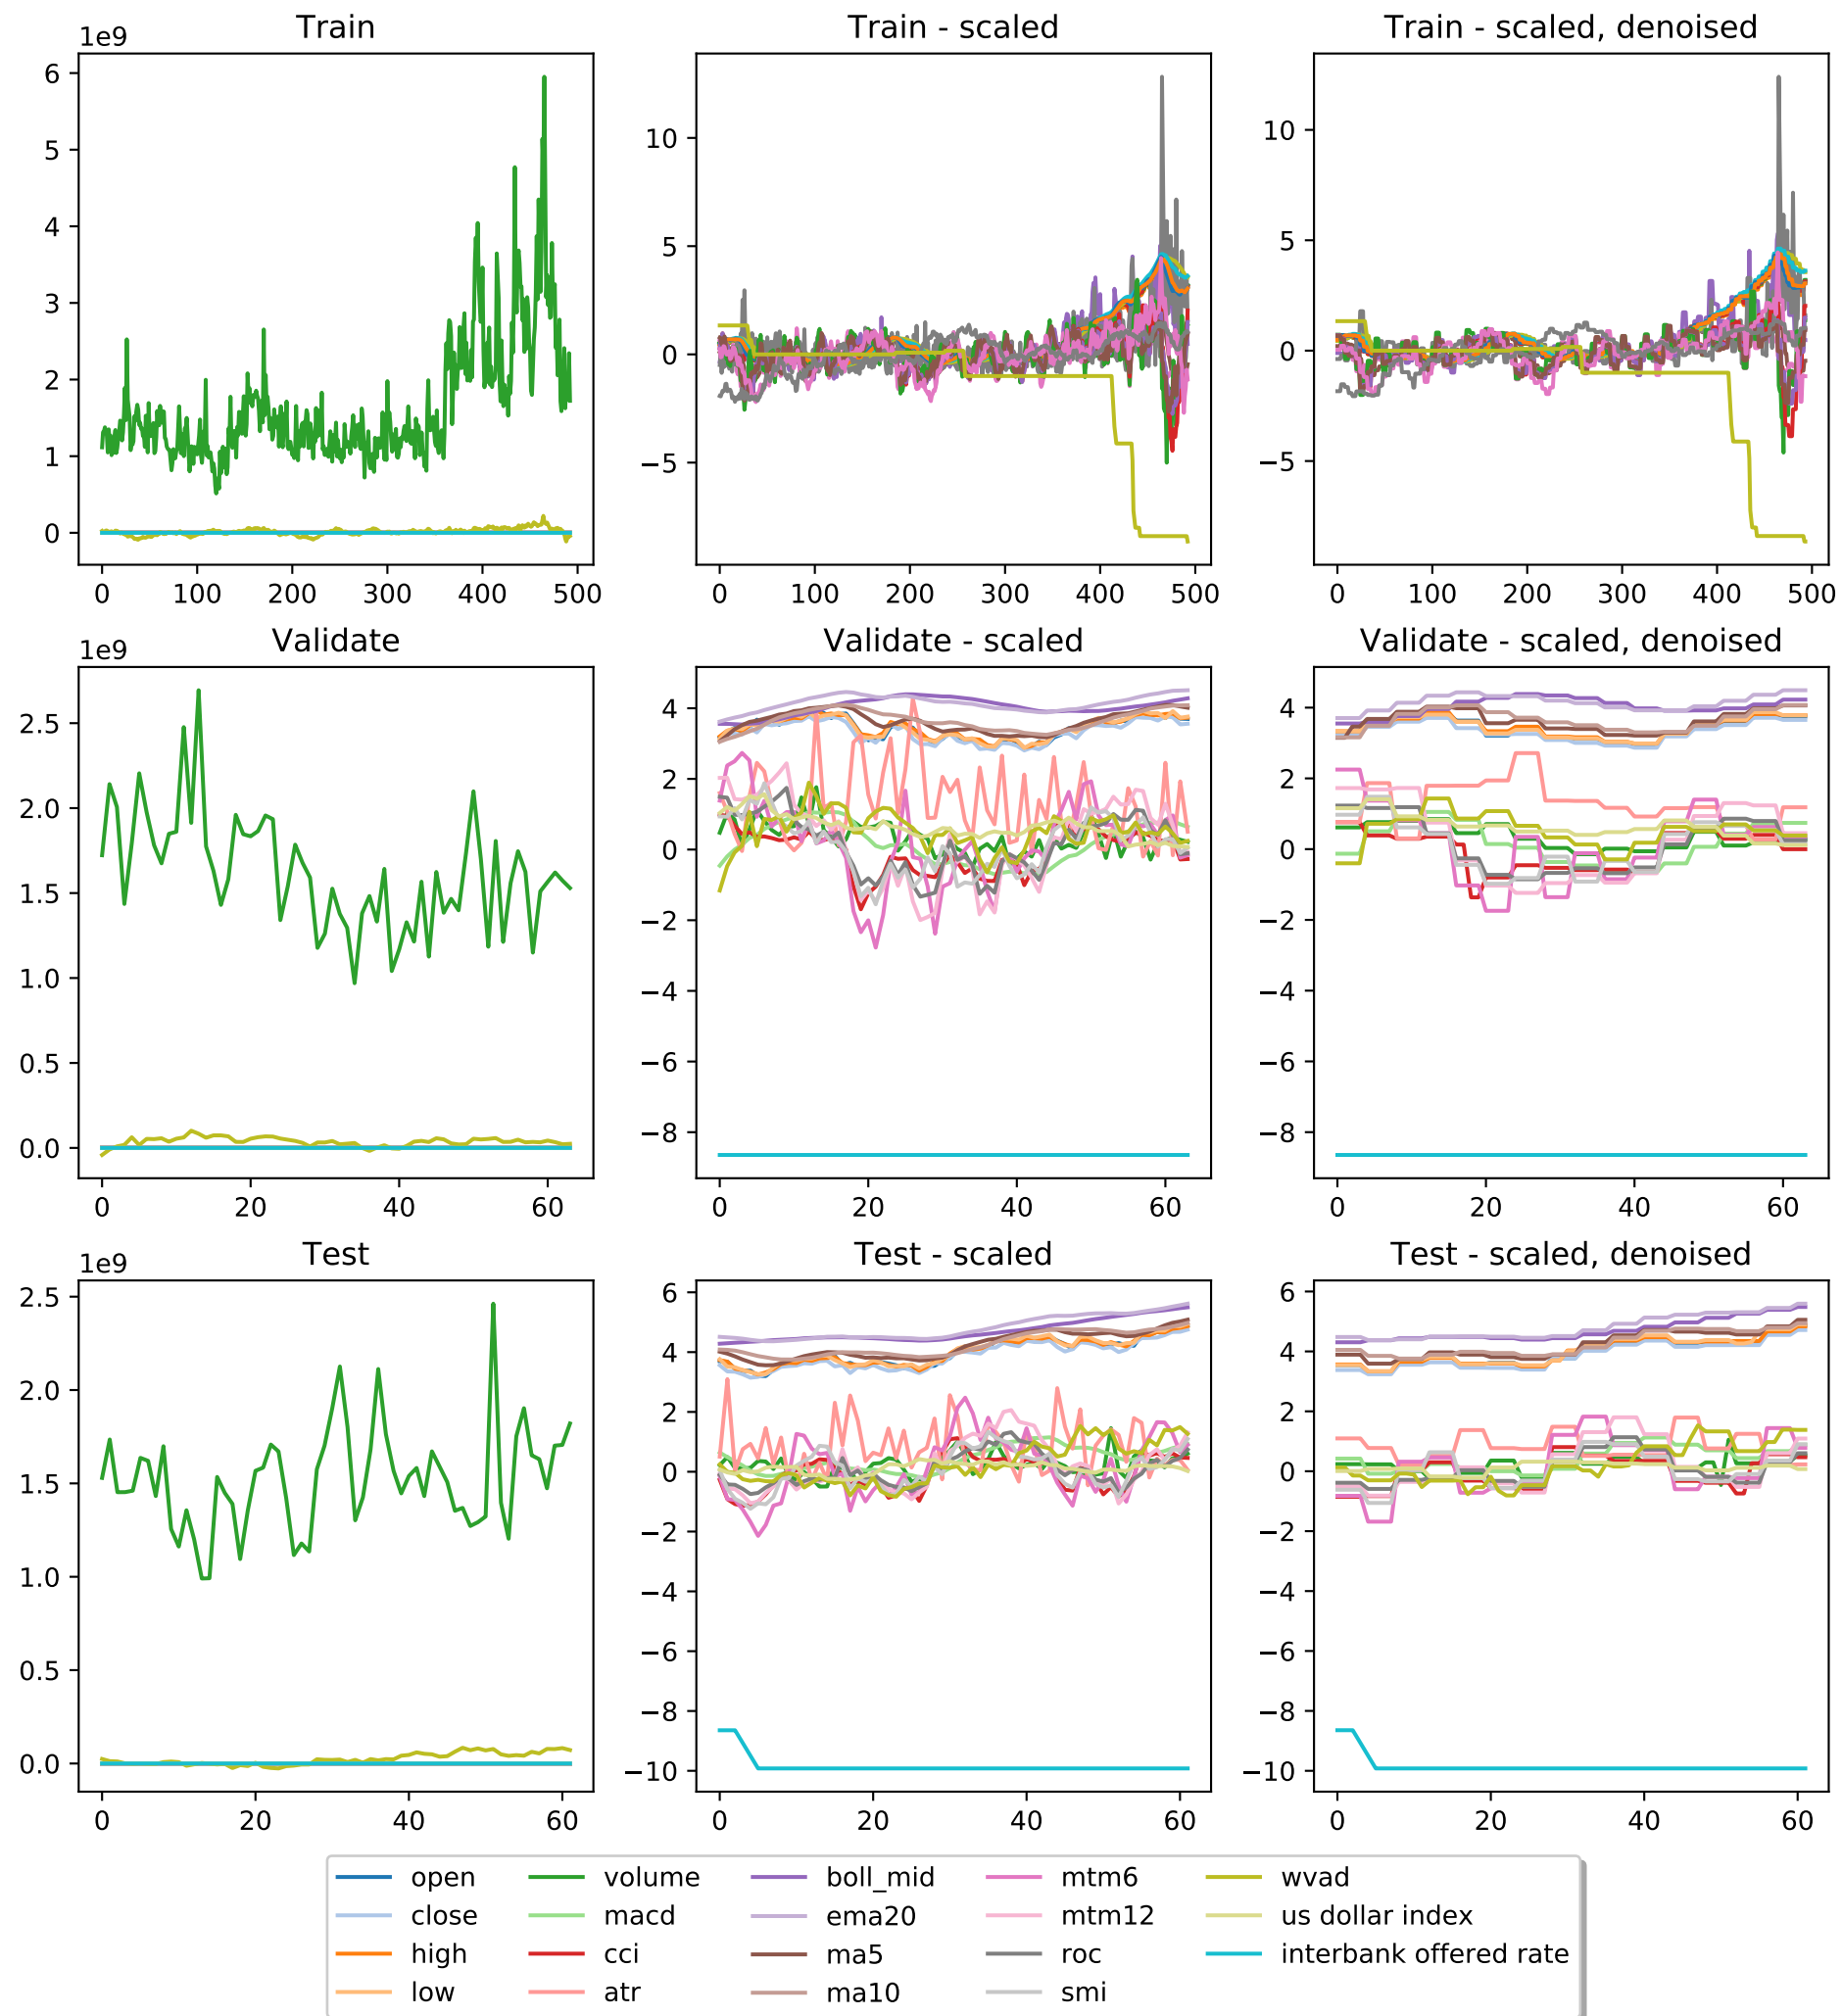 Train
Train - scaled
Train - scaled, denoised
1e9
6
5
4
3
2
1
0
10
5
0
−5
10
5
0
−5
0 100 200 300 400 500
0 100 200 300 400 500
0 100 200 300 400 500
Validate
Validate - scaled
Validate - scaled, denoised
1e9
2.5
2.0
1.5
1.0
0.5
0.0
4
2
0
−2
−4
−6
−8
4
2
0
−2
−4
−6
−8
0 20 40 60
0 20 40 60
0 20 40 60
Test
Test - scaled
Test - scaled, denoised
1e9
2.5
2.0
1.5
1.0
0.5
0.0
6
4
2
0
−2
−4
−6
−8
−10
6
4
2
0
−2
−4
−6
−8
−10
0 20 40 60
0 20 40 60
0 20 40 60
open
close
high
low
volume
macd
cci
atr
boll_mid
ema20
ma5
ma10
mtm6
mtm12
roc
smi
wvad
us dollar index
interbank offered rate